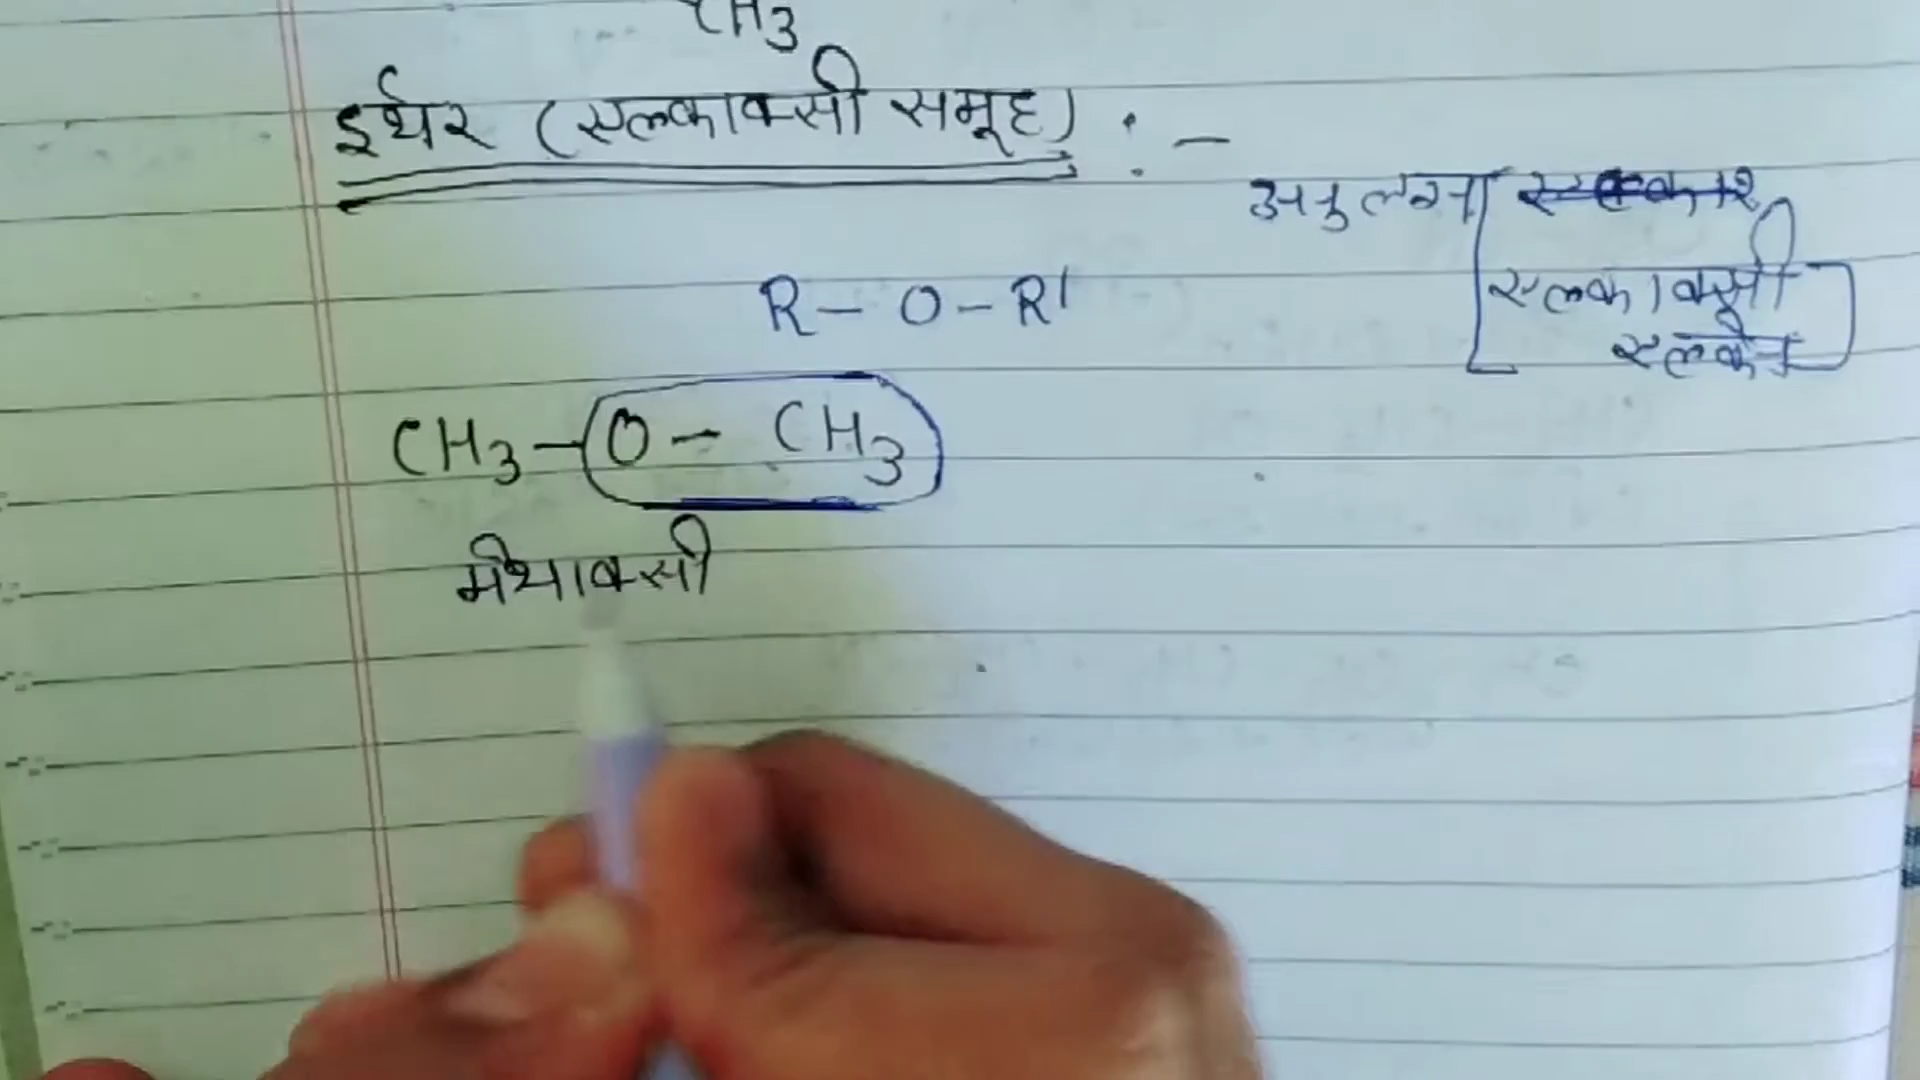 CH3
ईथर (एल्काक्सी समूह) : -
अनुलग्न
R - O - R'
एल्काक्सी
एल्केन
CH3 - O - CH3
मेथाक्सी